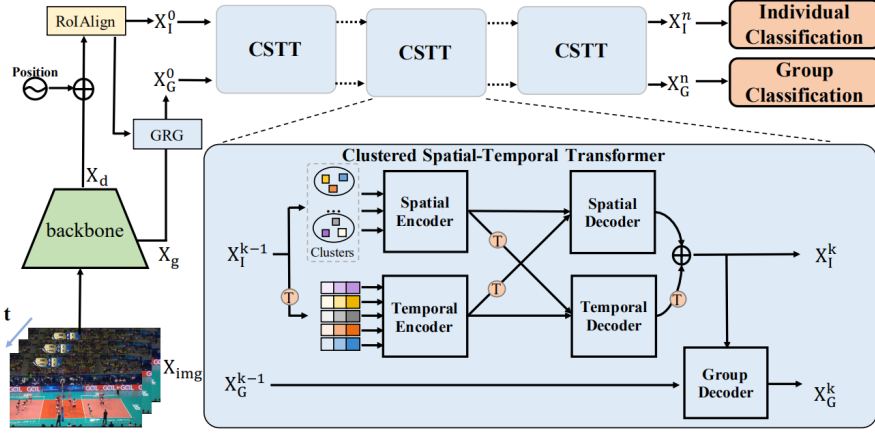 RoIAlign
X_I^0
CSTT
CSTT
CSTT
X_I^n
Individual
Classification
Position
X_G^0
X_G^n
Group
Classification
GRG
X_d
backbone
X_g
t
X_img
GCIL
Clustered Spatial-Temporal Transformer
...
Clusters
Spatial
Encoder
Spatial
Decoder
X_I^{k-1}
T
T
T
T
X_I^k
Temporal
Encoder
Temporal
Decoder
X_G^{k-1}
Group
Decoder
X_G^k